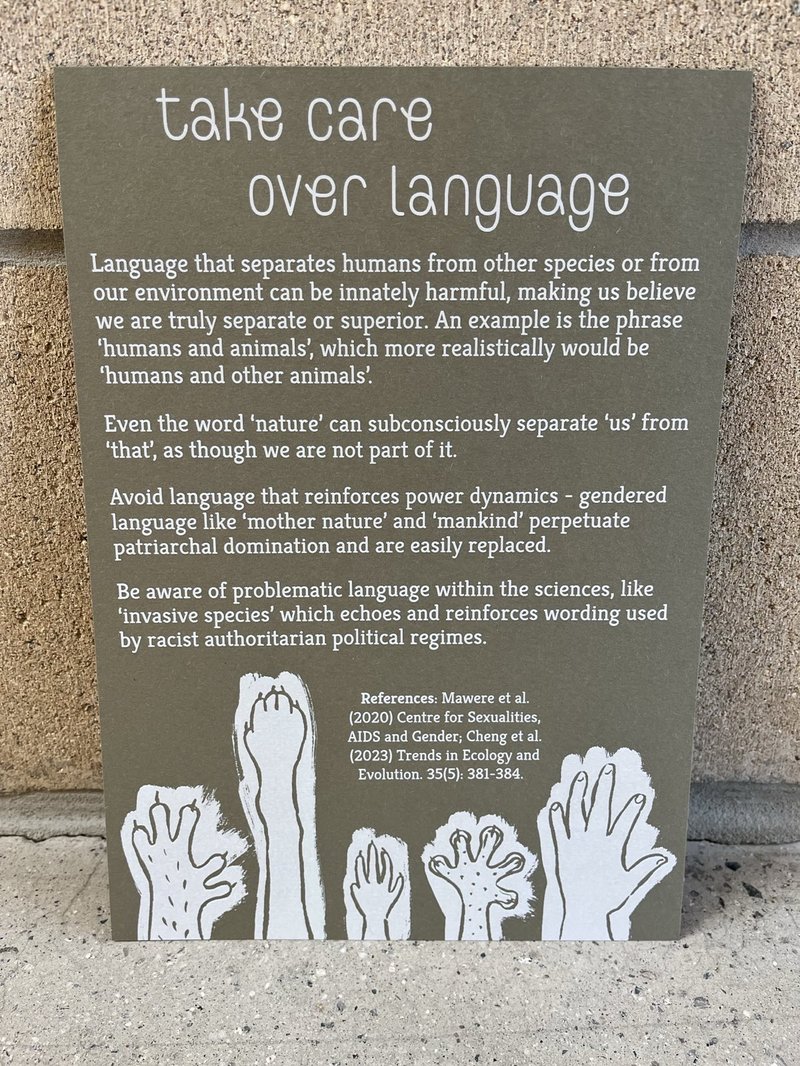 take care
over language
Language that separates humans from other species or from
our environment can be innately harmful, making us believe
we are truly separate or superior. An example is the phrase
'humans and animals', which more realistically would be
'humans and other animals'.
Even the word 'nature' can subconsciously separate 'us' from
'that', as though we are not part of it.
Avoid language that reinforces power dynamics - gendered
language like 'mother nature' and 'mankind' perpetuate
patriarchal domination and are easily replaced.
Be aware of problematic language within the sciences, like
'invasive species' which echoes and reinforces wording used
by racist authoritarian political regimes.
References: Mawere et al.
(2020) Centre for Sexualities,
AIDS and Gender; Cheng et al.
(2023) Trends in Ecology and
Evolution. 35(5): 381-384.